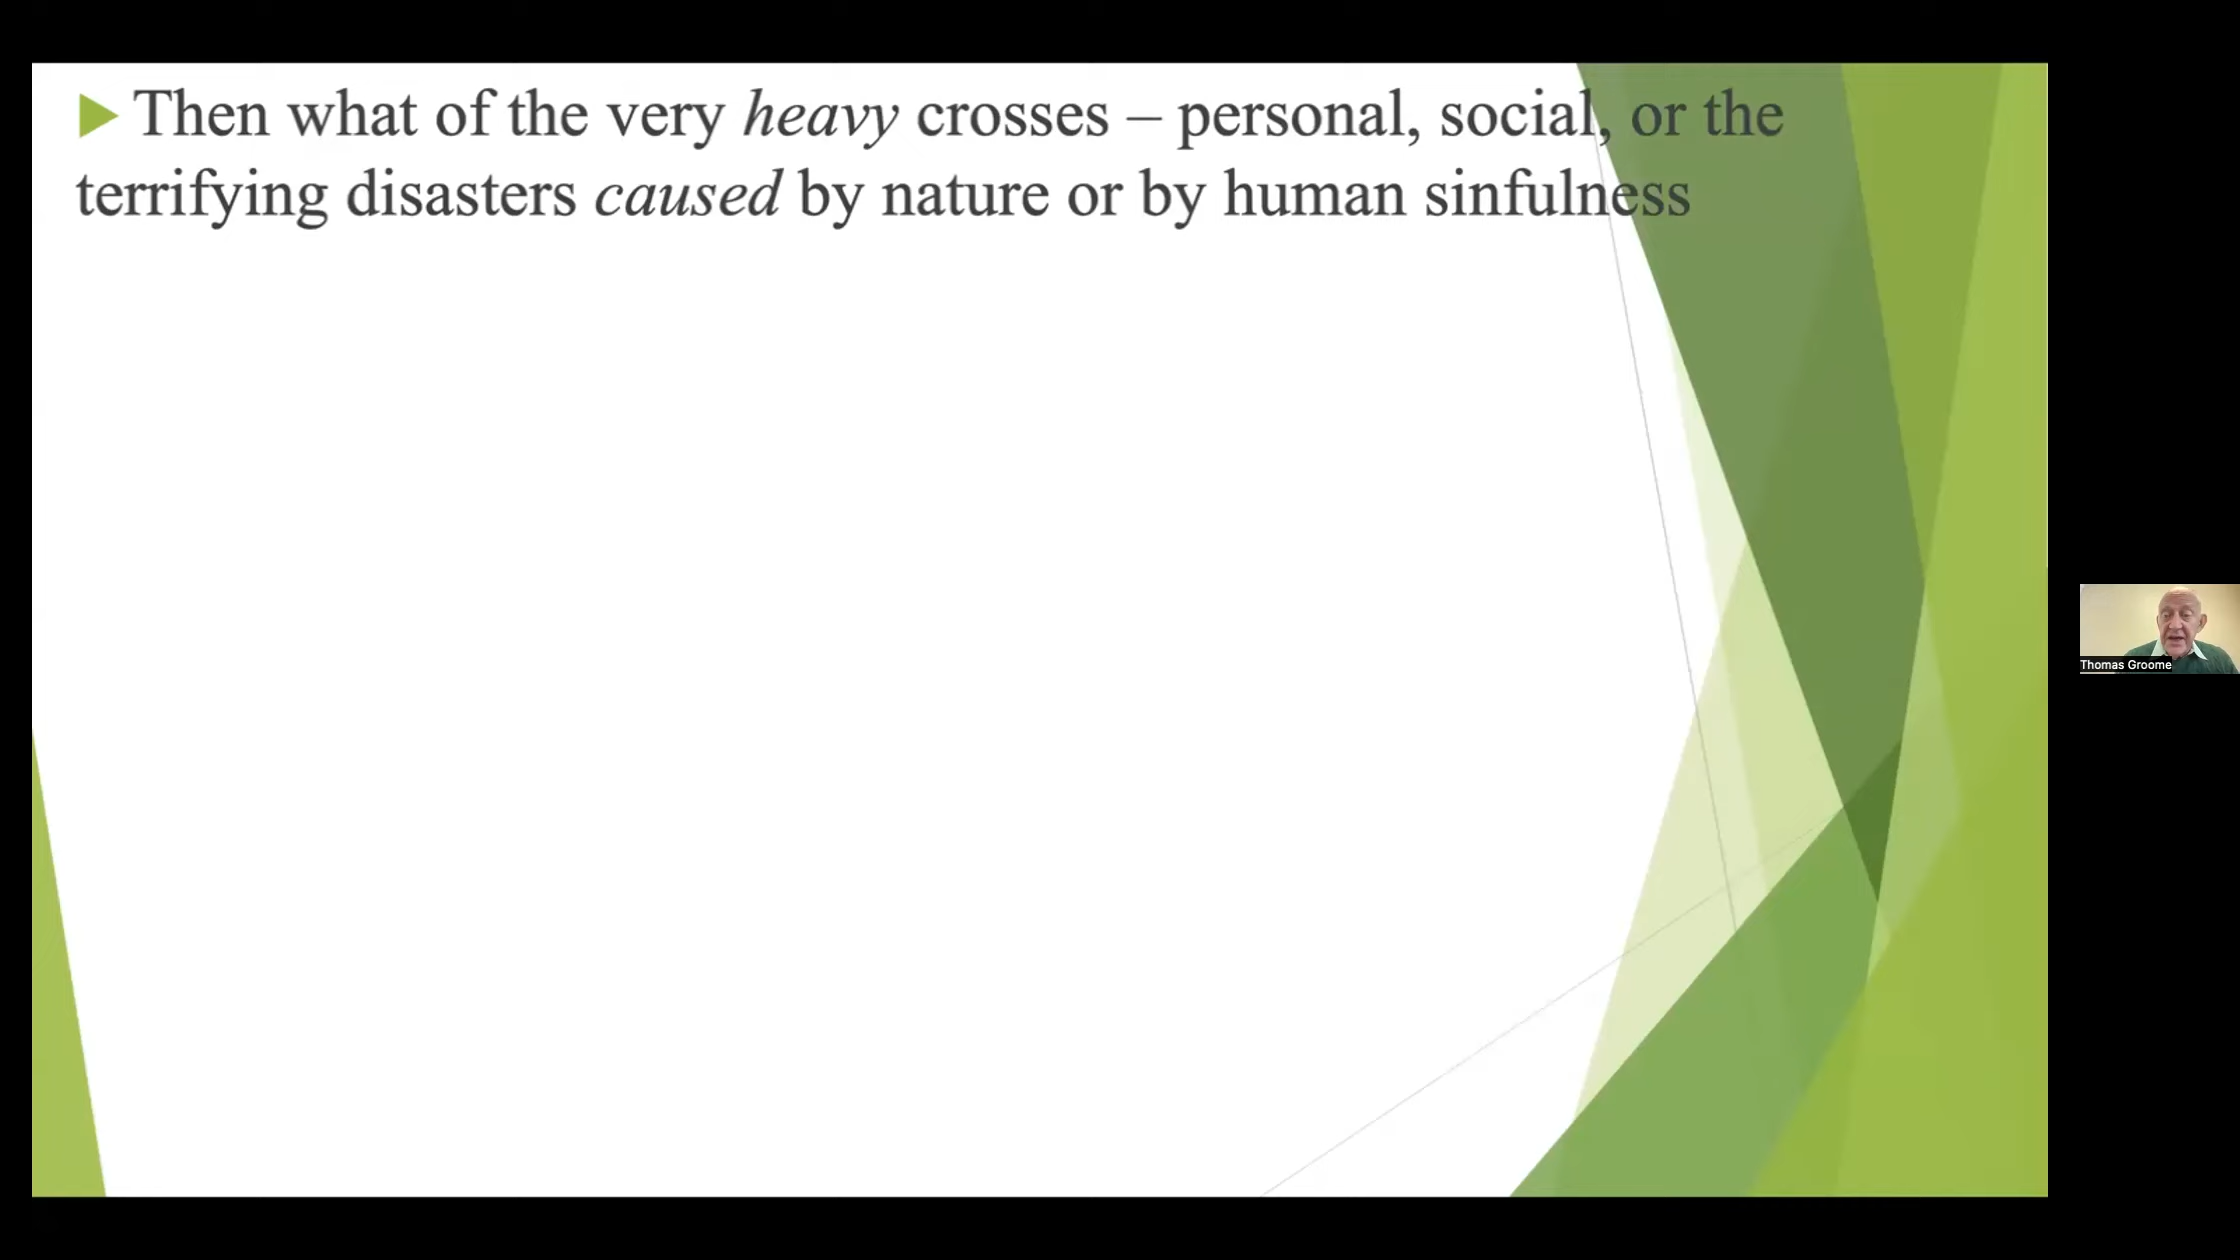 Then what of the very heavy crosses – personal, social, or the
terrifying disasters caused by nature or by human sinfulness
Thomas Groome